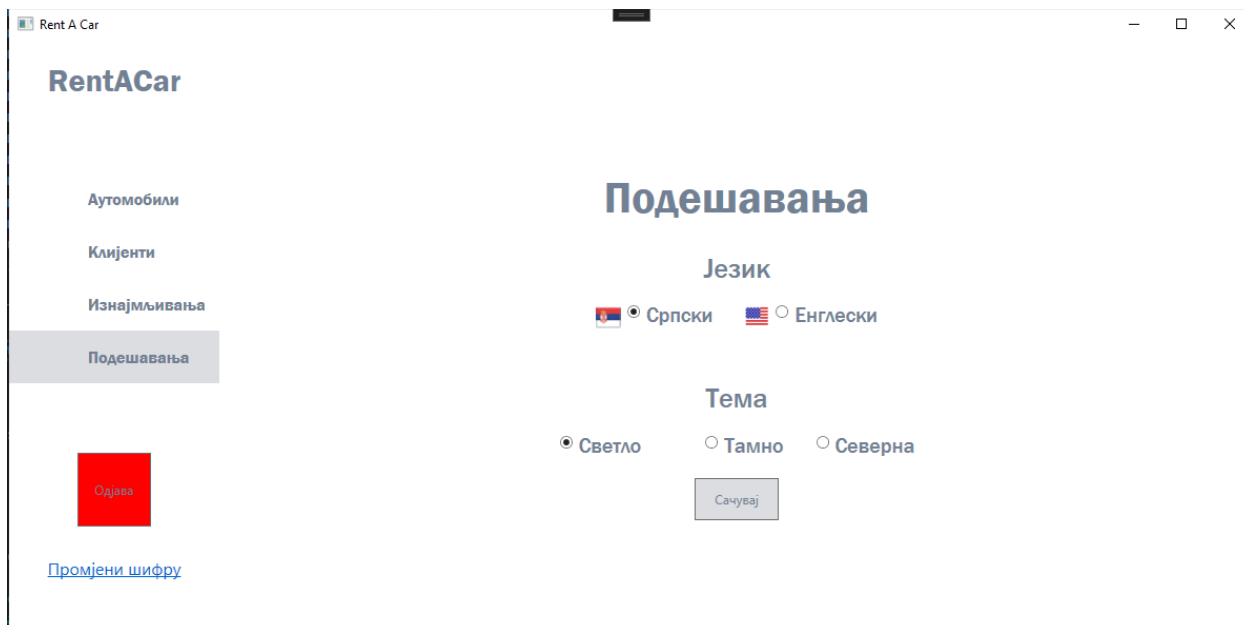 Rent A Car
RentACar
Аутомобили
Клијенти
Изнајмљивања
Подешавања
Одјава
Промјени шифру
Подешавања
Језик
Српски Енглески
Тема
Светло Тамно Северна
Сачувај